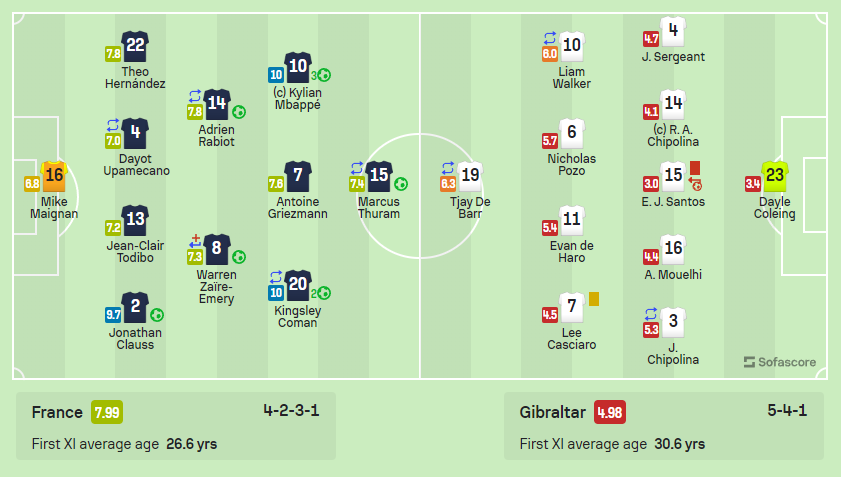 22
7.8
Theo
Hernández
4
7.0
Dayot
Upamecano
16
6.8
Mike
Maignan
13
7.2
Jean-Clair
Todibo
2
9.7
Jonathan
Clauss
14
7.8
Adrien
Rabiot
8
7.3
Warren
Zaïre-
Emery
10
10
3
(c) Kylian
Mbappé
7
7.6
Antoine
Griezmann
20
10
2
Kingsley
Coman
15
7.4
Marcus
Thuram
19
6.3
Tjay De
Barr
10
6.0
Liam
Walker
6
5.7
Nicholas
Pozo
11
5.4
Evan de
Haro
7
4.5
Lee
Casciaro
4
4.7
J. Sergeant
14
4.1
(c) R. A.
Chipolina
15
3.0
E. J. Santos
16
4.4
A. Mouelhi
3
5.3
J.
Chipolina
23
3.4
Dayle
Coleing
Sofascore
France 7.99 4-2-3-1
First XI average age 26.6 yrs
Gibraltar 4.98 5-4-1
First XI average age 30.6 yrs